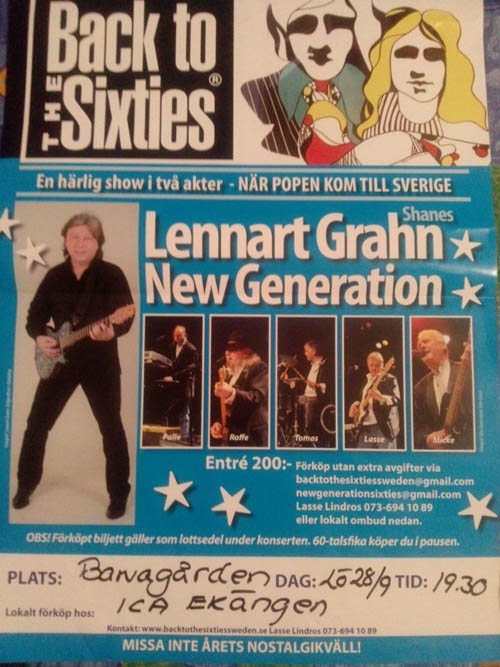 Back to
THE Sixties®
En härlig show i två akter - NÄR POPEN KOM TILL SVERIGE
Shanes
Lennart Grahn
New Generation
Palle
Roffe
Tomas
Lasse
Micke
Entré 200:- Förköp utan extra avgifter via
backtothesixtiessweden@gmail.com
newgenerationsixties@gmail.com
Lasse Lindros 073-694 10 89
eller lokalt ombud nedan.
OBS! Förköpt biljett gäller som lottsedel under konserten. 60-talsfika köper du i pausen.
PLATS: Barvagården DAG: Lö 28/9 TID: 19.30
Lokalt förköp hos: ICA EKängen
Kontakt: www.backtothesixtiessweden.se Lasse Lindros 073-694 10 89
MISSA INTE ÅRETS NOSTALGIKVÄLL!